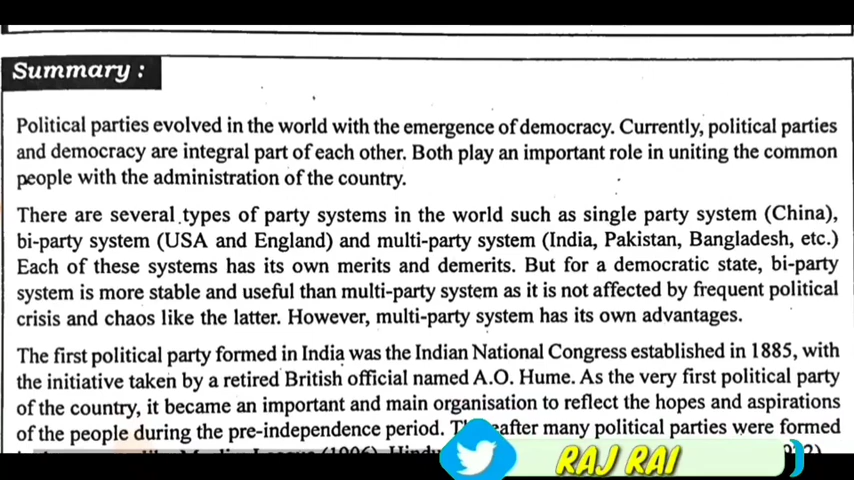 Summary :
Political parties evolved in the world with the emergence of democracy. Currently, political parties
and democracy are integral part of each other. Both play an important role in uniting the common
people with the administration of the country.
There are several types of party systems in the world such as single party system (China),
bi-party system (USA and England) and multi-party system (India, Pakistan, Bangladesh, etc.)
Each of these systems has its own merits and demerits. But for a democratic state, bi-party
system is more stable and useful than multi-party system as it is not affected by frequent political
crisis and chaos like the latter. However, multi-party system has its own advantages.
The first political party formed in India was the Indian National Congress established in 1885, with
the initiative taken by a retired British official named A.O. Hume. As the very first political party
of the country, it became an important and main organisation to reflect the hopes and aspirations
of the people during the pre-independence period. eafter many political parties were formed
RAJ RAI